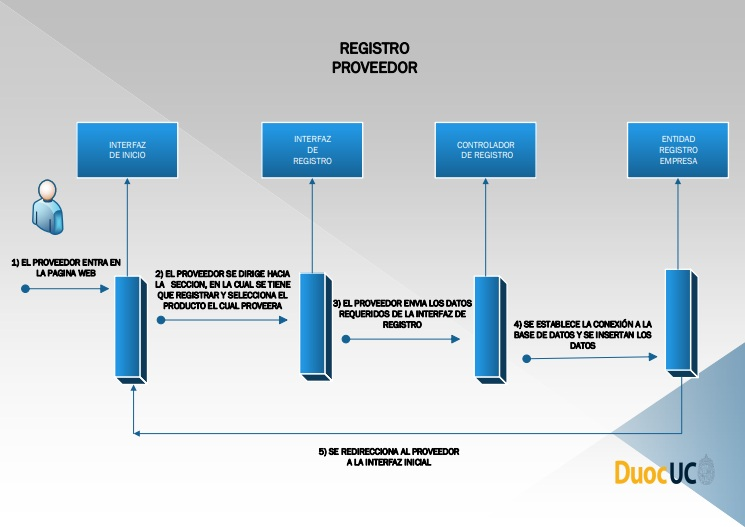 REGISTRO
PROVEEDOR
INTERFAZ
DE INICIO
INTERFAZ
DE
REGISTRO
CONTROLADOR
DE REGISTRO
ENTIDAD
REGISTRO
EMPRESA
1) EL PROVEEDOR ENTRA EN
LA PAGINA WEB
2) EL PROVEEDOR SE DIRIGE HACIA
LA SECCION, EN LA CUAL SE TIENE
QUE REGISTRAR Y SELECCIONA EL
PRODUCTO EL CUAL PROVEERA
3) EL PROVEEDOR ENVIA LOS DATOS
REQUERIDOS DE LA INTERFAZ DE
REGISTRO
4) SE ESTABLECE LA CONEXIÓN A LA
BASE DE DATOS Y SE INSERTAN LOS
DATOS
5) SE REDIRECCIONA AL PROVEEDOR
A LA INTERFAZ INICIAL
DuocUC